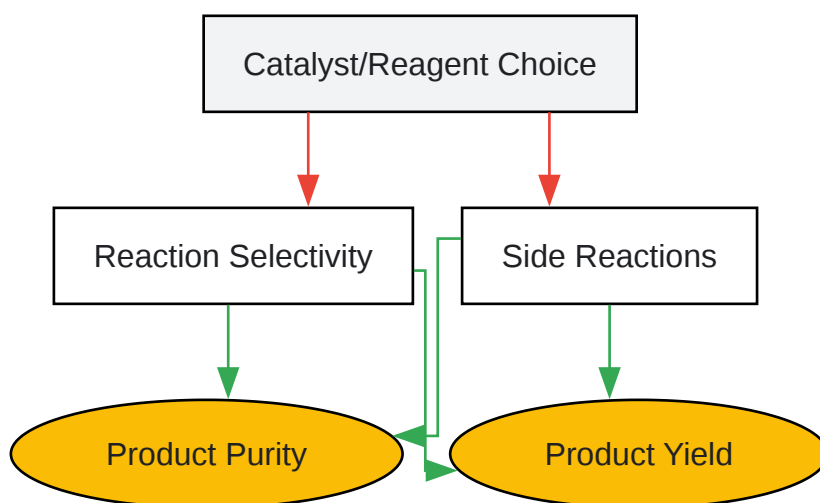 Catalyst/Reagent Choice
Reaction Selectivity
Side Reactions
Product Purity
Product Yield